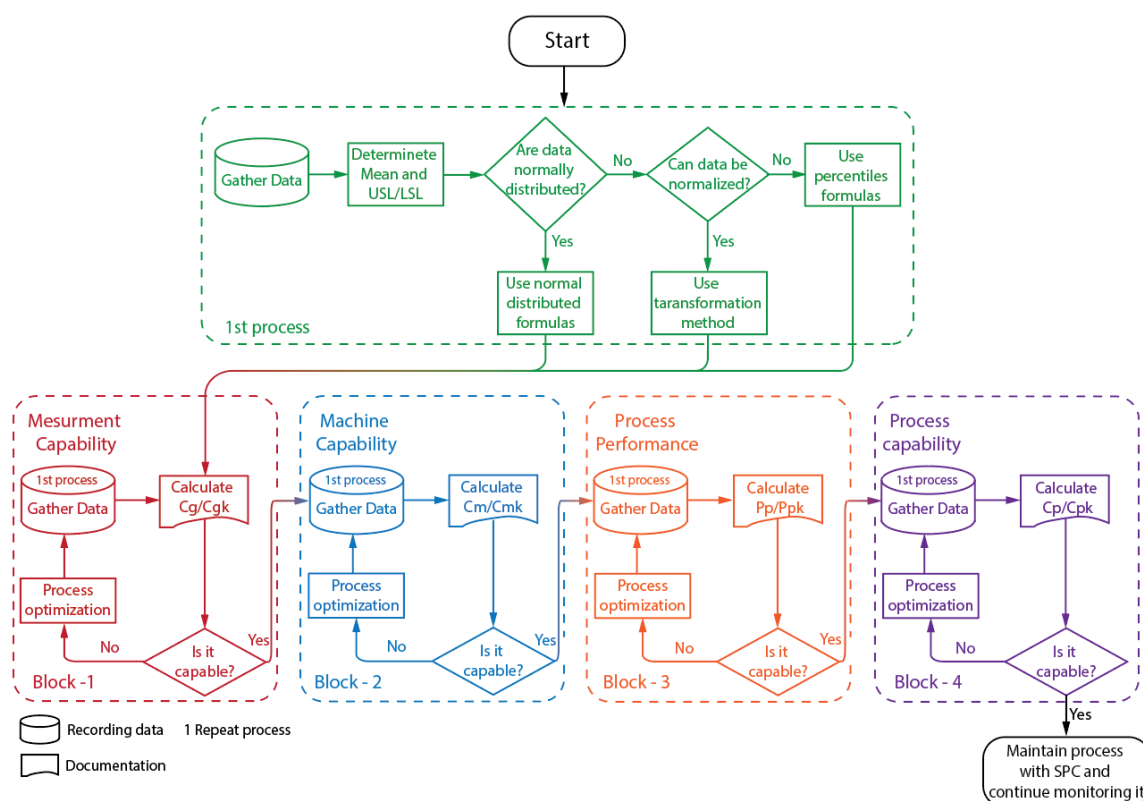 Start
Gather Data
Determinete
Mean and
USL/LSL
Are data
normally
distributed?
No
Can data be
normalized?
No
Use
percentiles
formulas
Yes
Yes
Use normal
distributed
formulas
Use
taransformation
method
1st process
Mesurment
Capability
1st process
Gather Data
Calculate
Cg/Cgk
Process
optimization
No
Is it
capable?
Yes
Block -1
Machine
Capability
1st process
Gather Data
Calculate
Cm/Cmk
Process
optimization
No
Is it
capable?
Yes
Block - 2
Process
Performance
1st process
Gather Data
Calculate
Pp/Ppk
Process
optimization
No
Is it
capable?
Yes
Block - 3
Process
capability
1st process
Gather Data
Calculate
Cp/Cpk
Process
optimization
No
Is it
capable?
Block - 4
Yes
Recording data
1 Repeat process
Documentation
Maintain process
with SPC and
continue monitoring it